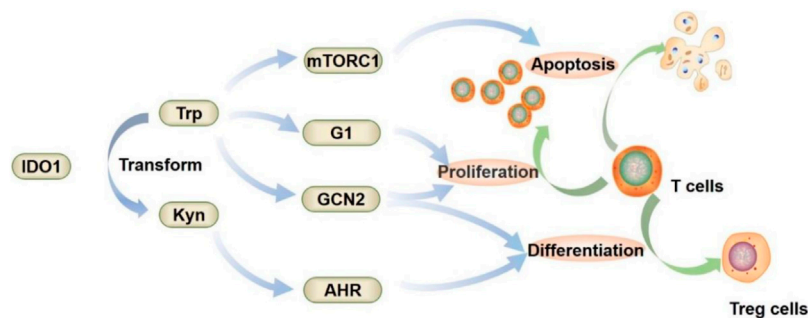 mTORC1
Apoptosis
Trp
G1
IDO1
Transform
Proliferation
GCN2
T cells
Kyn
Differentiation
AHR
Treg cells